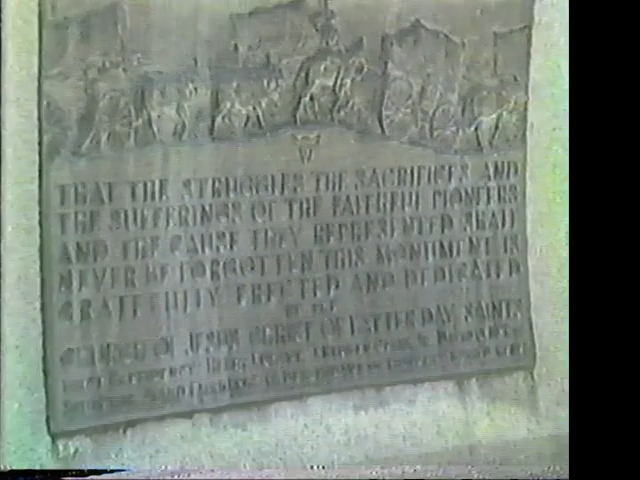 THAT THE STRUGGLES THE SACRIFICES AND
THE SUFFERINGS OF THE FAITHFUL PIONEERS
AND THE CAUSE THEY REPRESENTED SHALL
NEVER BE FORGOTTEN THIS MONUMENT IS
GRATEFULLY ERECTED AND DEDICATED
BY THE
CHURCH OF JESUS CHRIST OF LATTER DAY SAINTS